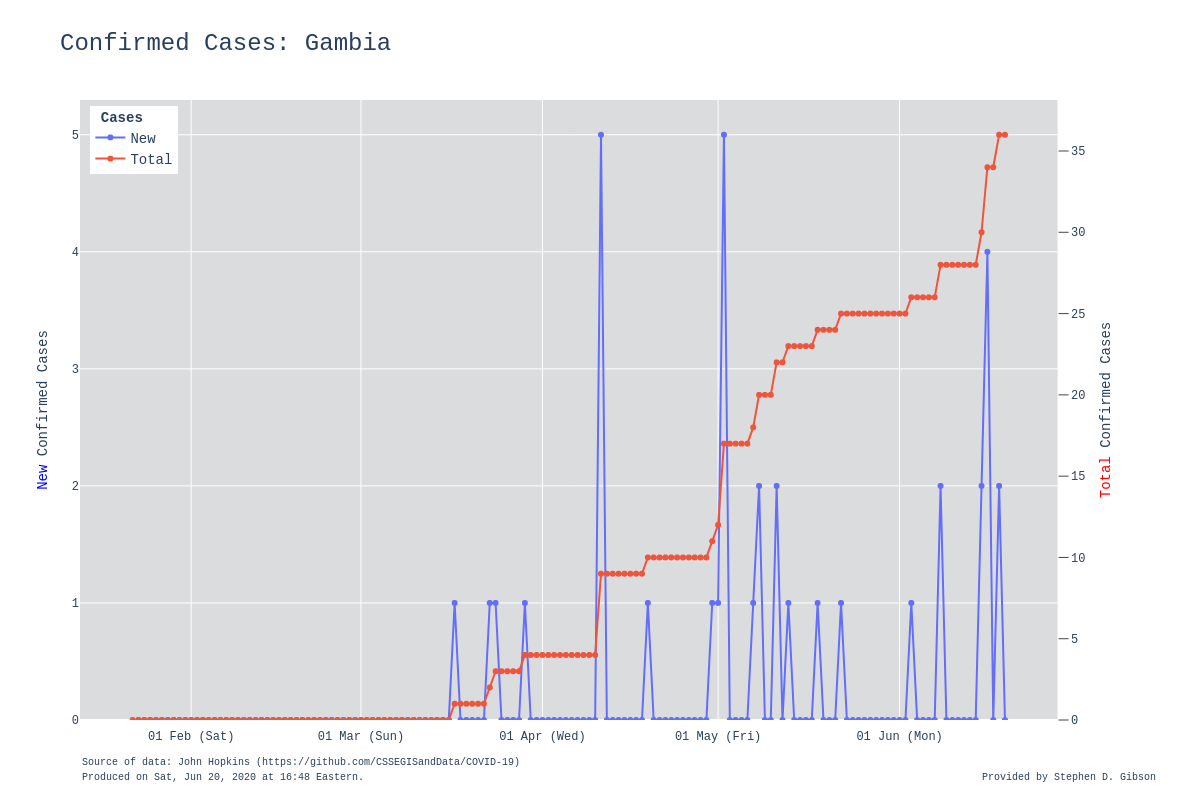 Confirmed Cases: Gambia
Cases
New
Total
5
4
3
2
1
0
New Confirmed Cases
35
30
25
20
15
10
5
0
Total Confirmed Cases
01 Feb (Sat)
01 Mar (Sun)
01 Apr (Wed)
01 May (Fri)
01 Jun (Mon)
Source of data: John Hopkins (https://github.com/CSSEGISandData/COVID-19)
Produced on Sat, Jun 20, 2020 at 16:48 Eastern.
Provided by Stephen D. Gibson